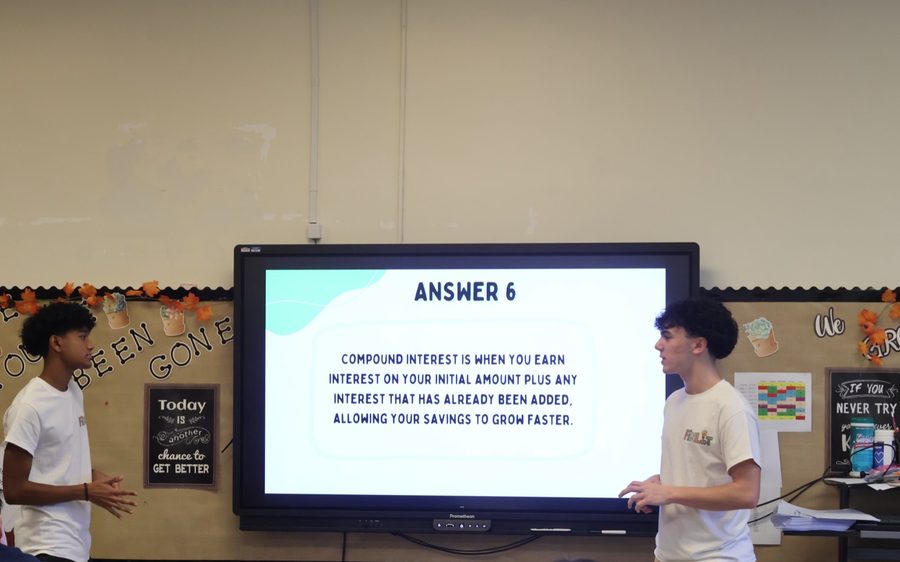 ANSWER 6
COMPOUND INTEREST IS WHEN YOU EARN
INTEREST ON YOUR INITIAL AMOUNT PLUS ANY
INTEREST THAT HAS ALREADY BEEN ADDED,
ALLOWING YOUR SAVINGS TO GROW FASTER.
Promethean
BEEN
GONE
Today
IS
another
chance to
GET BETTER
We
IF YOU
NEVER TRY
KN